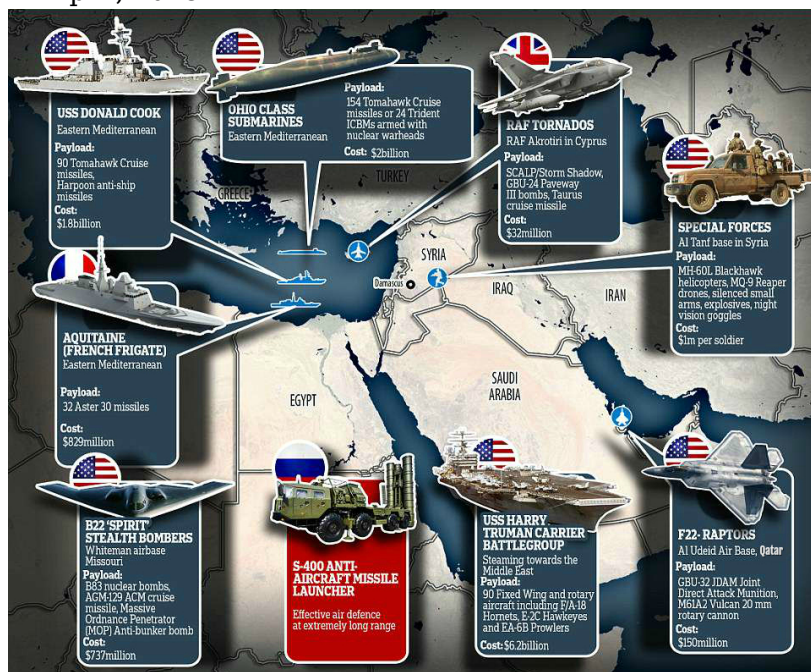 USS DONALD COOK
Eastern Mediterranean
Payload:
90 Tomahawk Cruise
missiles,
Harpoon anti-ship
missiles
Cost:
$1.8billion
OHIO CLASS
SUBMARINES
Eastern Mediterranean
Payload:
154 Tomahawk Cruise
missiles or 24 Trident
ICBMs armed with
nuclear warheads
Cost: $2billion
RAF TORNADOS
RAF Akrotiri in Cyprus
Payload:
SCALP/Storm Shadow,
GBU-24 Paveway
III bombs, Taurus
cruise missile
Cost:
$32million
SPECIAL FORCES
Al Tanf base in Syria
Payload:
MH-60L Blackhawk
helicopters, MQ-9 Reaper
drones, silenced small
arms, explosives, night
vision goggles
Cost:
$1m per soldier
GREECE
TURKEY
SYRIA
Damascus
IRAQ
IRAN
EGYPT
SAUDI
ARABIA
AQUITAINE
(FRENCH FRIGATE)
Eastern Mediterranean
Payload:
32 Aster 30 missiles
Cost:
$829million
B22 'SPIRIT'
STEALTH BOMBERS
Whiteman airbase
Missouri
Payload:
B83 nuclear bombs,
AGM-129 ACM cruise
missile, Massive
Ordnance Penetrator
(MOP) Anti-bunker bomb
Cost:
$737million
S-400 ANTI-
AIRCRAFT MISSILE
LAUNCHER
Effective air defence
at extremely long range
USS HARRY
TRUMAN CARRIER
BATTLEGROUP
Steaming towards the
Middle East
Payload:
90 Fixed Wing and rotary
aircraft including F/A-18
Hornets, E-2C Hawkeyes
and EA-6B Prowlers
Cost: $6.2billion
F22- RAPTORS
Al Udeid Air Base, Qatar
Payload:
GBU-32 JDAM Joint
Direct Attack Munition,
M61A2 Vulcan 20 mm
rotary cannon
Cost:
$150million